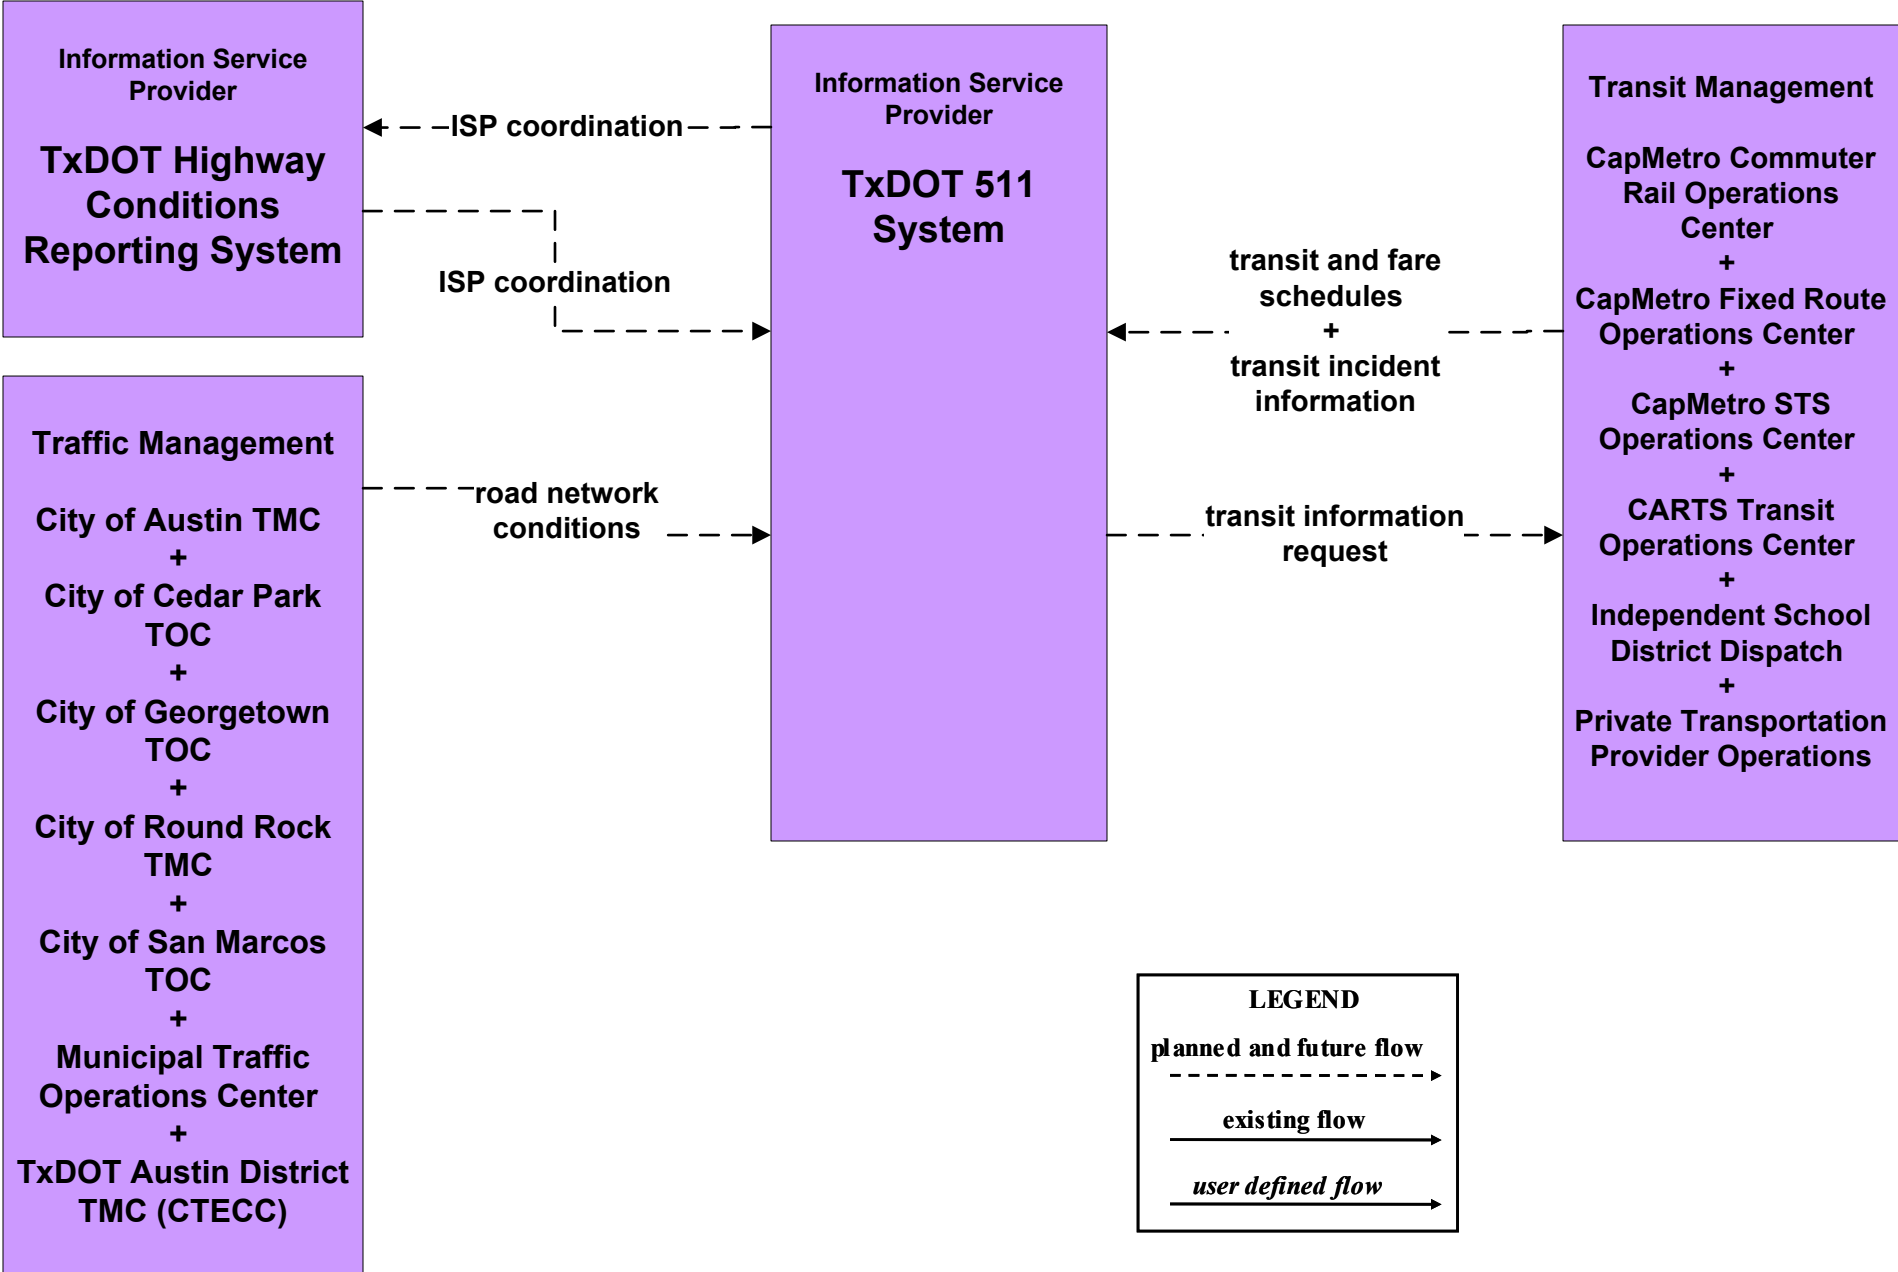 Information Service
Provider
TxDOT Highway
Conditions
Reporting System
ISP coordination
ISP coordination
Information Service
Provider
TxDOT 511
System
transit and fare
schedules
+
transit incident
information
transit information
request
Transit Management
CapMetro Commuter
Rail Operations
Center
+
CapMetro Fixed Route
Operations Center
+
CapMetro STS
Operations Center
+
CARTS Transit
Operations Center
+
Independent School
District Dispatch
+
Private Transportation
Provider Operations
Traffic Management
City of Austin TMC
+
City of Cedar Park
TOC
+
City of Georgetown
TOC
+
City of Round Rock
TMC
+
City of San Marcos
TOC
+
Municipal Traffic
Operations Center
+
TxDOT Austin District
TMC (CTECC)
road network
conditions
LEGEND
planned and future flow
existing flow
user defined flow